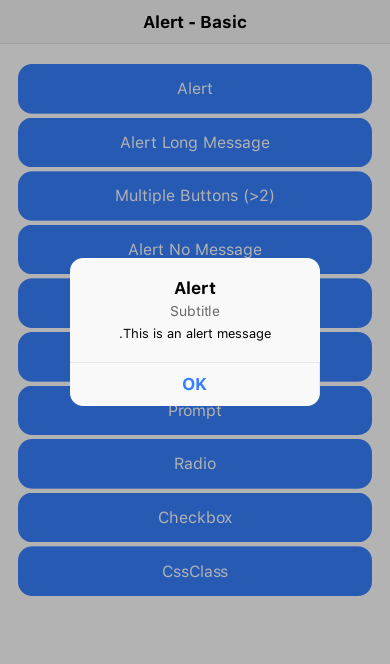 Alert - Basic
Alert
Alert Long Message
Multiple Buttons (>2)
Alert No Message
Alert
Subtitle
.This is an alert message
OK
Prompt
Radio
Checkbox
CssClass